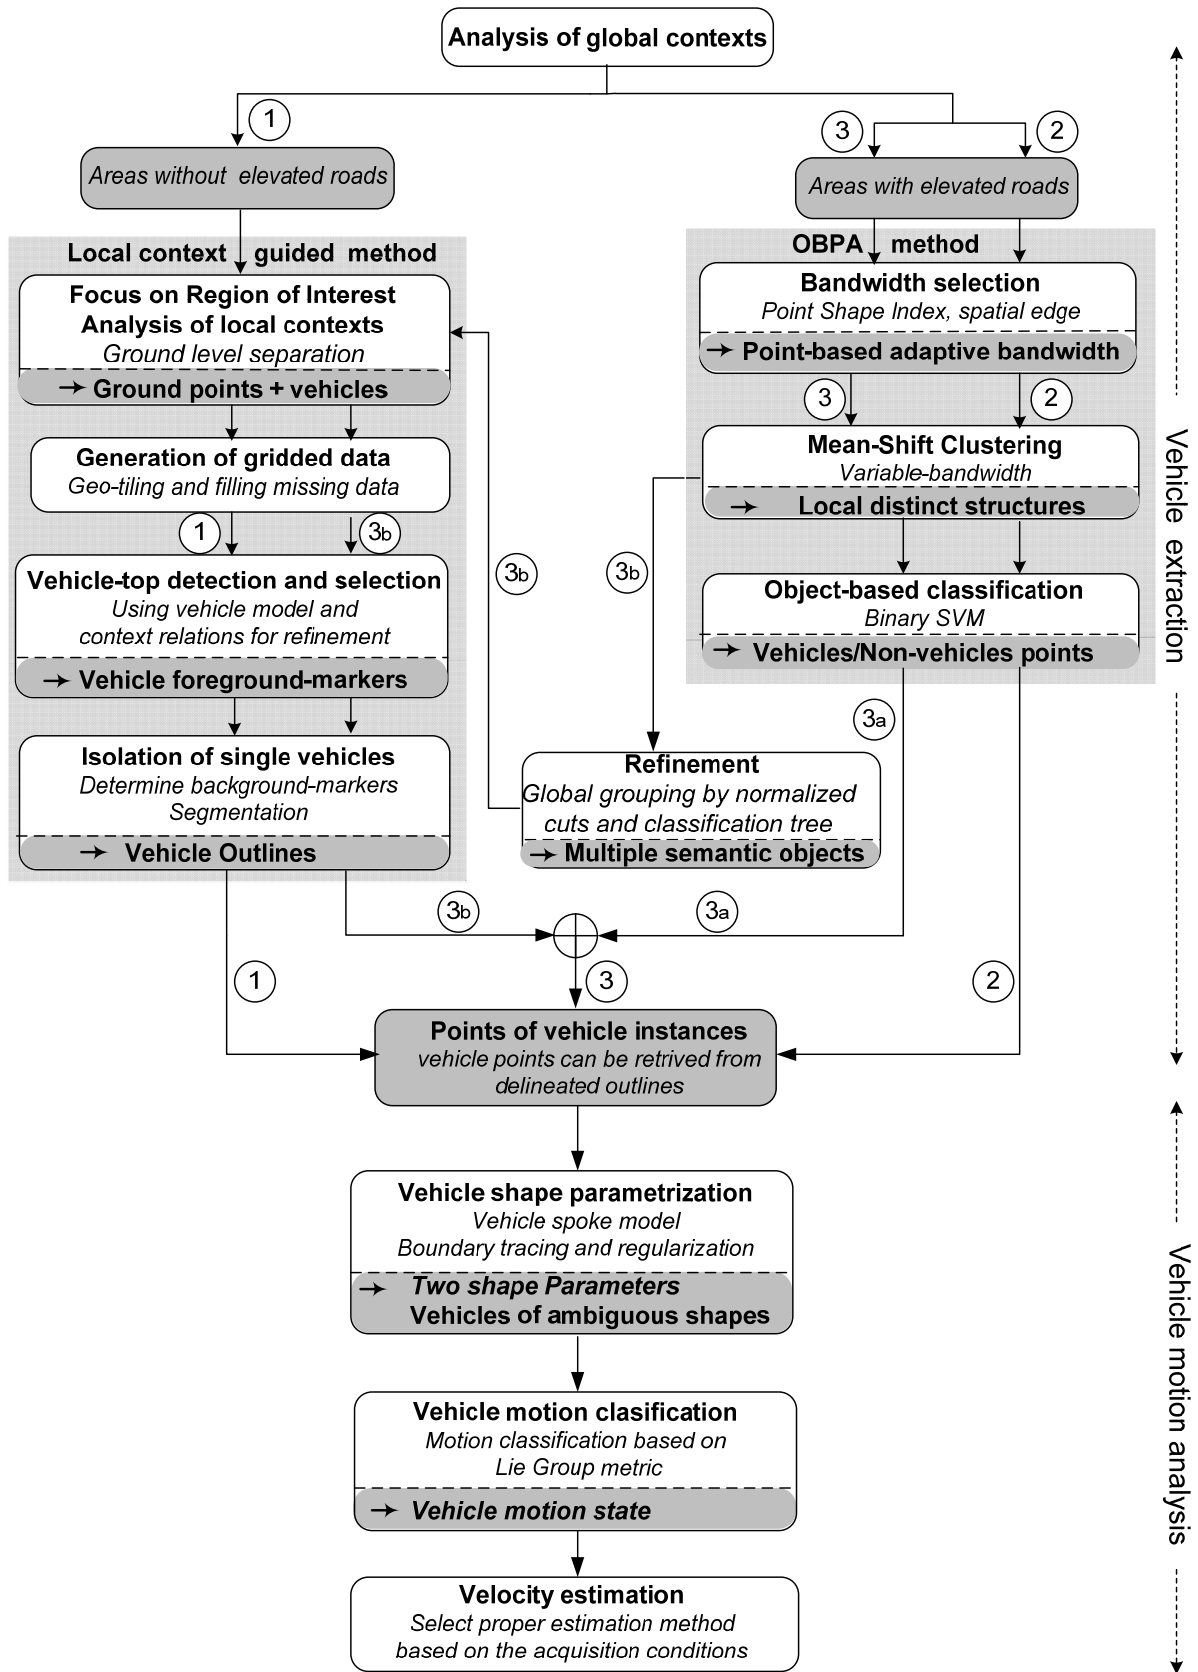 Analysis of global contexts
1
3
2
Areas without elevated roads
Areas with elevated roads
Local context guided method
Focus on Region of Interest
Analysis of local contexts
Ground level separation
Ground points + vehicles
Generation of gridded data
Geo-tiling and filling missing data
1
3b
Vehicle-top detection and selection
Using vehicle model and
context relations for refinement
Vehicle foreground-markers
Isolation of single vehicles
Determine background-markers
Segmentation
Vehicle Outlines
OBPA method
Bandwidth selection
Point Shape Index, spatial edge
Point-based adaptive bandwidth
3
2
Mean-Shift Clustering
Variable-bandwidth
Local distinct structures
3b
3b
Object-based classification
Binary SVM
Vehicles/Non-vehicles points
3a
Refinement
Global grouping by normalized
cuts and classification tree
Multiple semantic objects
3b
3a
1
3
2
Points of vehicle instances
vehicle points can be retrived from
delineated outlines
Vehicle shape parametrization
Vehicle spoke model
Boundary tracing and regularization
Two shape Parameters
Vehicles of ambiguous shapes
Vehicle motion clasification
Motion classification based on
Lie Group metric
Vehicle motion state
Velocity estimation
Select proper estimation method
based on the acquisition conditions
Vehicle extraction
Vehicle motion analysis